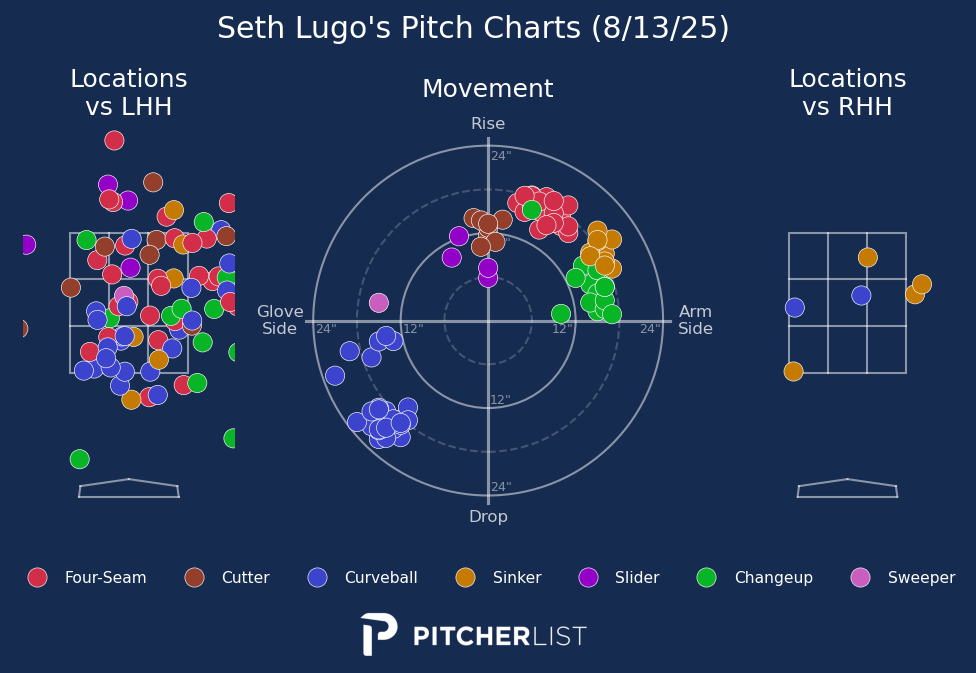 Seth Lugo's Pitch Charts (8/13/25)
Locations
vs LHH
Movement
Locations
vs RHH
Rise
24"
Glove
Side
24"
12"
12"
24"
Arm
Side
12"
24"
Drop
Four-Seam
Cutter
Curveball
Sinker
Slider
Changeup
Sweeper
PITCHERLIST